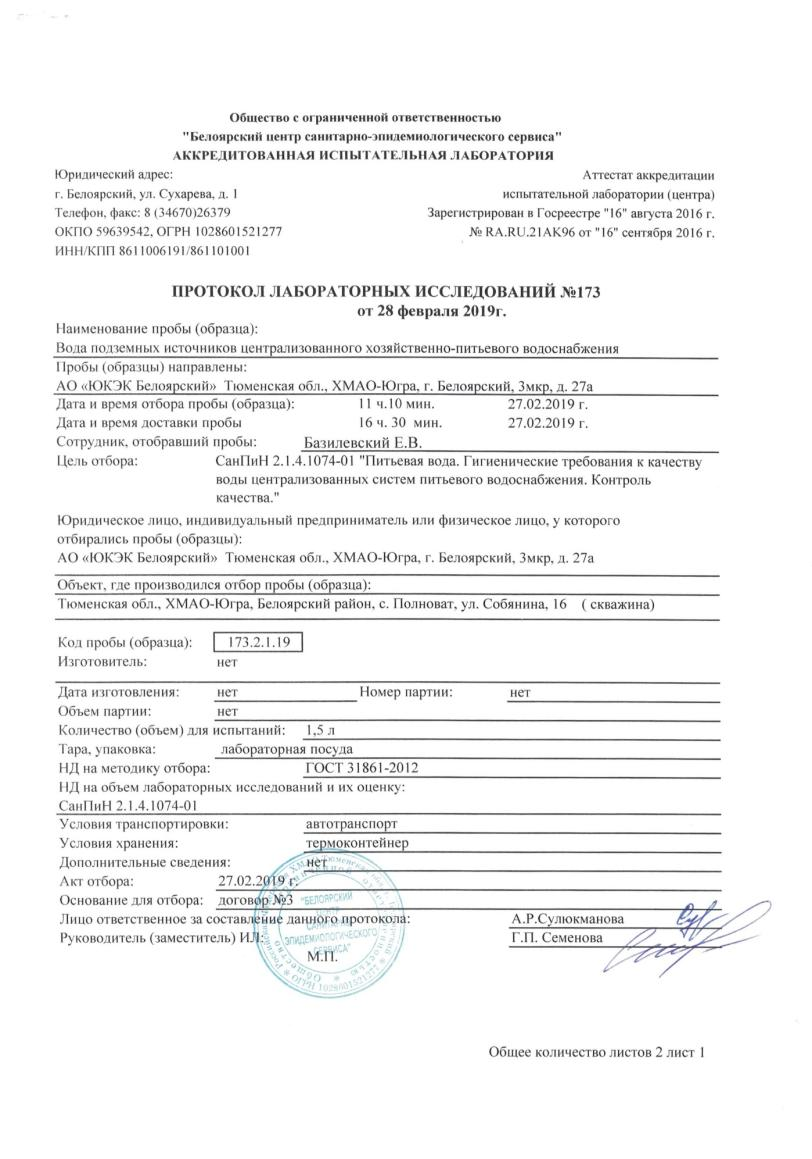 Общество с ограниченной ответственностью
"Белоярский центр санитарно-эпидемиологического сервиса"
АККРЕДИТОВАННАЯ ИСПЫТАТЕЛЬНАЯ ЛАБОРАТОРИЯ
Юридический адрес: Аттестат аккредитации
г. Белоярский, ул. Сухарева, д. 1 испытательной лаборатории (центра)
Телефон, факс: 8 (34670)26379 Зарегистрирован в Госреестре "16" августа 2016 г.
ОКПО 59639542, ОГРН 1028601521277 № RA.RU.21АК96 от "16" сентября 2016 г.
ИНН/КПП 8611006191/861101001
ПРОТОКОЛ ЛАБОРАТОРНЫХ ИССЛЕДОВАНИЙ №173
от 28 февраля 2019г.
Наименование пробы (образца):
Вода подземных источников централизованного хозяйственно-питьевого водоснабжения
Пробы (образцы) направлены:
АО «ЮКЭК Белоярский» Тюменская обл., ХМАО-Югра, г. Белоярский, 3мкр, д. 27а
Дата и время отбора пробы (образца): 11 ч.10 мин. 27.02.2019 г.
Дата и время доставки пробы 16 ч. 30 мин. 27.02.2019 г.
Сотрудник, отобравший пробы: Базилевский Е.В.
Цель отбора: СанПиН 2.1.4.1074-01 "Питьевая вода. Гигиенические требования к качеству
воды централизованных систем питьевого водоснабжения. Контроль
качества."
Юридическое лицо, индивидуальный предприниматель или физическое лицо, у которого
отбирались пробы (образцы):
АО «ЮКЭК Белоярский» Тюменская обл., ХМАО-Югра, г. Белоярский, 3мкр, д. 27а
Объект, где производился отбор пробы (образца):
Тюменская обл., ХМАО-Югра, Белоярский район, с. Полноват, ул. Собянина, 16 ( скважина)
Код пробы (образца): 173.2.1.19
Изготовитель: нет
Дата изготовления: нет Номер партии: нет
Объем партии: нет
Количество (объем) для испытаний: 1,5 л
Тара, упаковка: лабораторная посуда
НД на методику отбора: ГОСТ 31861-2012
НД на объем лабораторных исследований и их оценку:
СанПиН 2.1.4.1074-01
Условия транспортировки: автотранспорт
Условия хранения: термоконтейнер
Дополнительные сведения: нет
Акт отбора: 27.02.2019 г.
Основание для отбора: договор №3
Лицо ответственное за составление данного протокола: А.Р.Сулюкманова
Руководитель (заместитель) ИЛ: Г.П. Семенова
М.П.
"БЕЛОЯРСКИЙ
ЦЕНТР
САНИТАРНО
ЭПИДЕМИОЛОГИЧЕСКОГО
СЕРВИСА"
ОГРН 1028601521277
Общее количество листов 2 лист 1